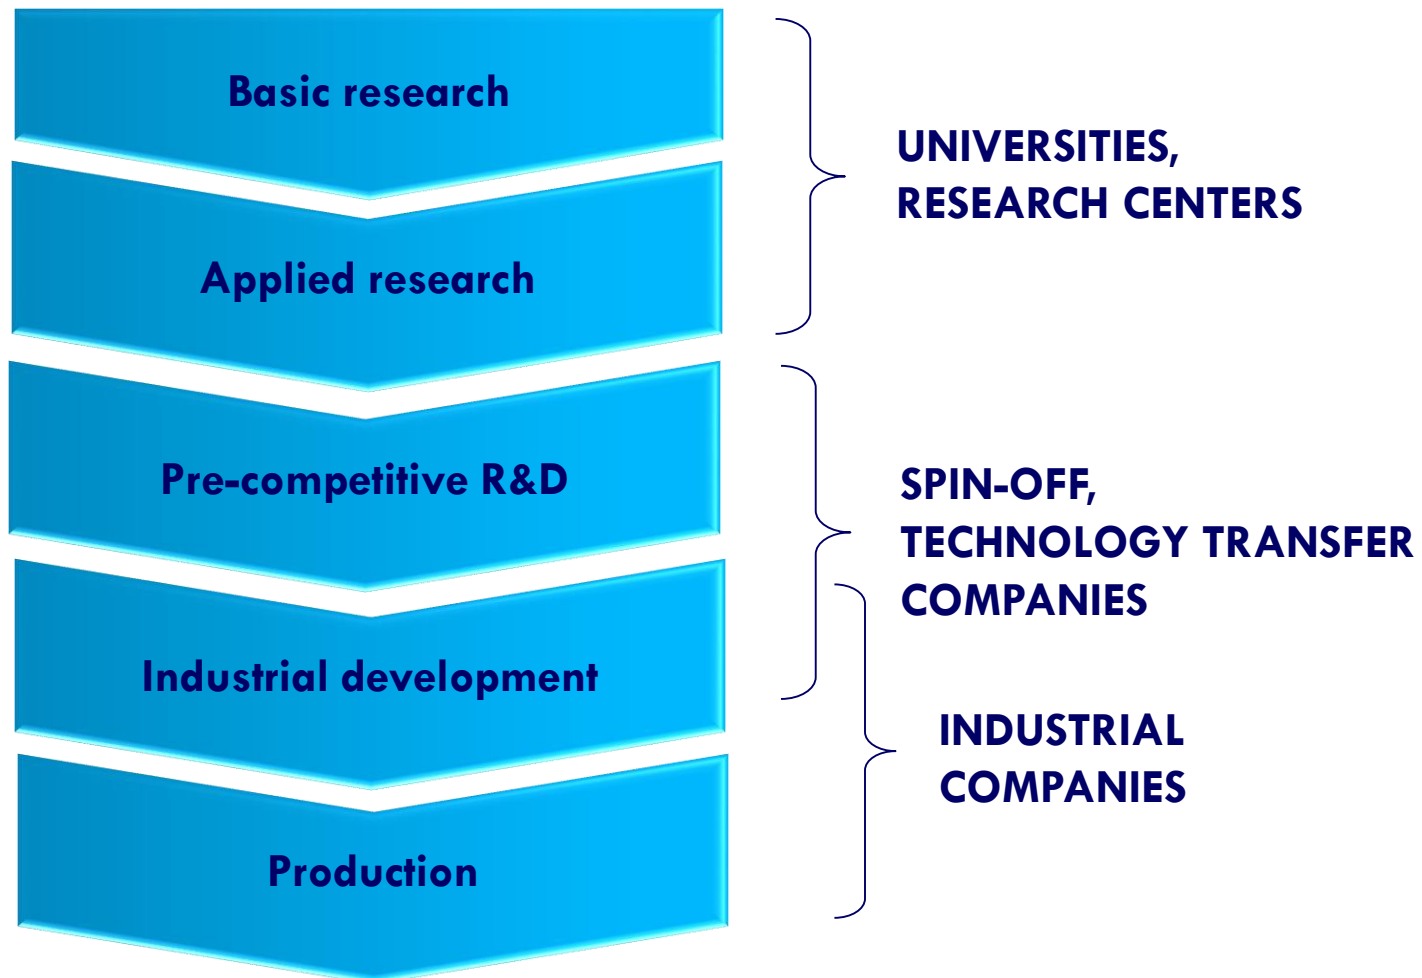 Basic research
Applied research
Pre-competitive R&D
Industrial development
Production
UNIVERSITIES,
RESEARCH CENTERS
SPIN-OFF,
TECHNOLOGY TRANSFER
COMPANIES
INDUSTRIAL
COMPANIES